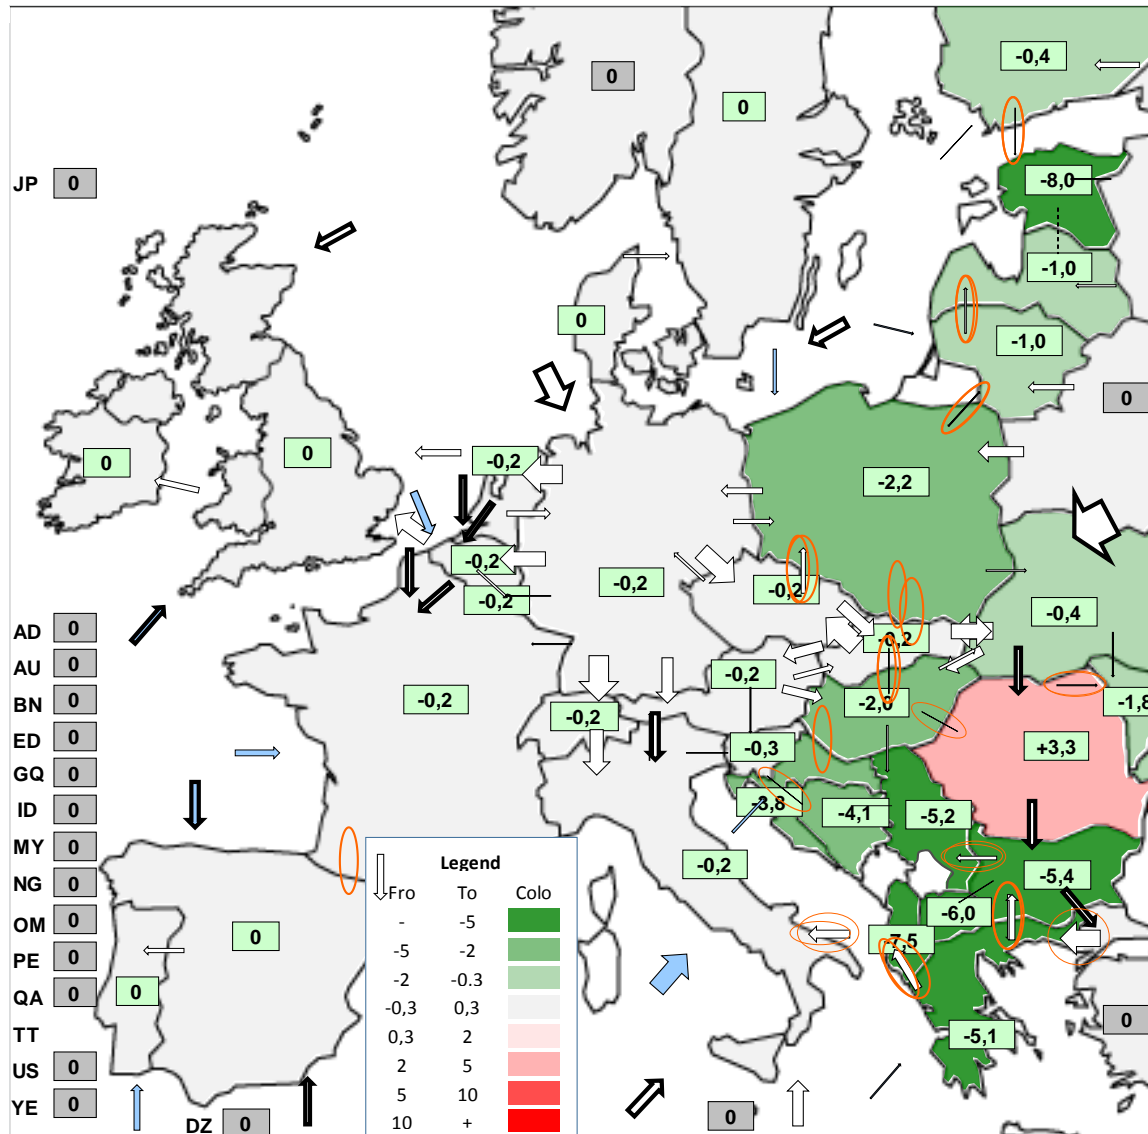 -0,4
0
0
-8,0
JP 0
-1,0
0
-1,0
0
0
0
-0,2
-2,2
-0,2
-0,2
-0,2
-0,2
-0,4
AD 0
-0,2
AU 0
-0,2
BN 0
-0,2
-2,0
-1,8
-0,2
ED 0
-0,3
+3,3
GQ 0
ID 0
-3,8
-4,1
-5,2
MY 0
Legend
-0,2
-5,4
NG 0
Fro To Colo
- -5
-6,0
OM 0
0
-5 -2
-7,5
PE 0
-2 -0.3
QA 0
0
-0,3 0,3
0
TT
0,3 2
-5,1
US 0
2 5
5 10
YE 0
DZ 0
10 +
0